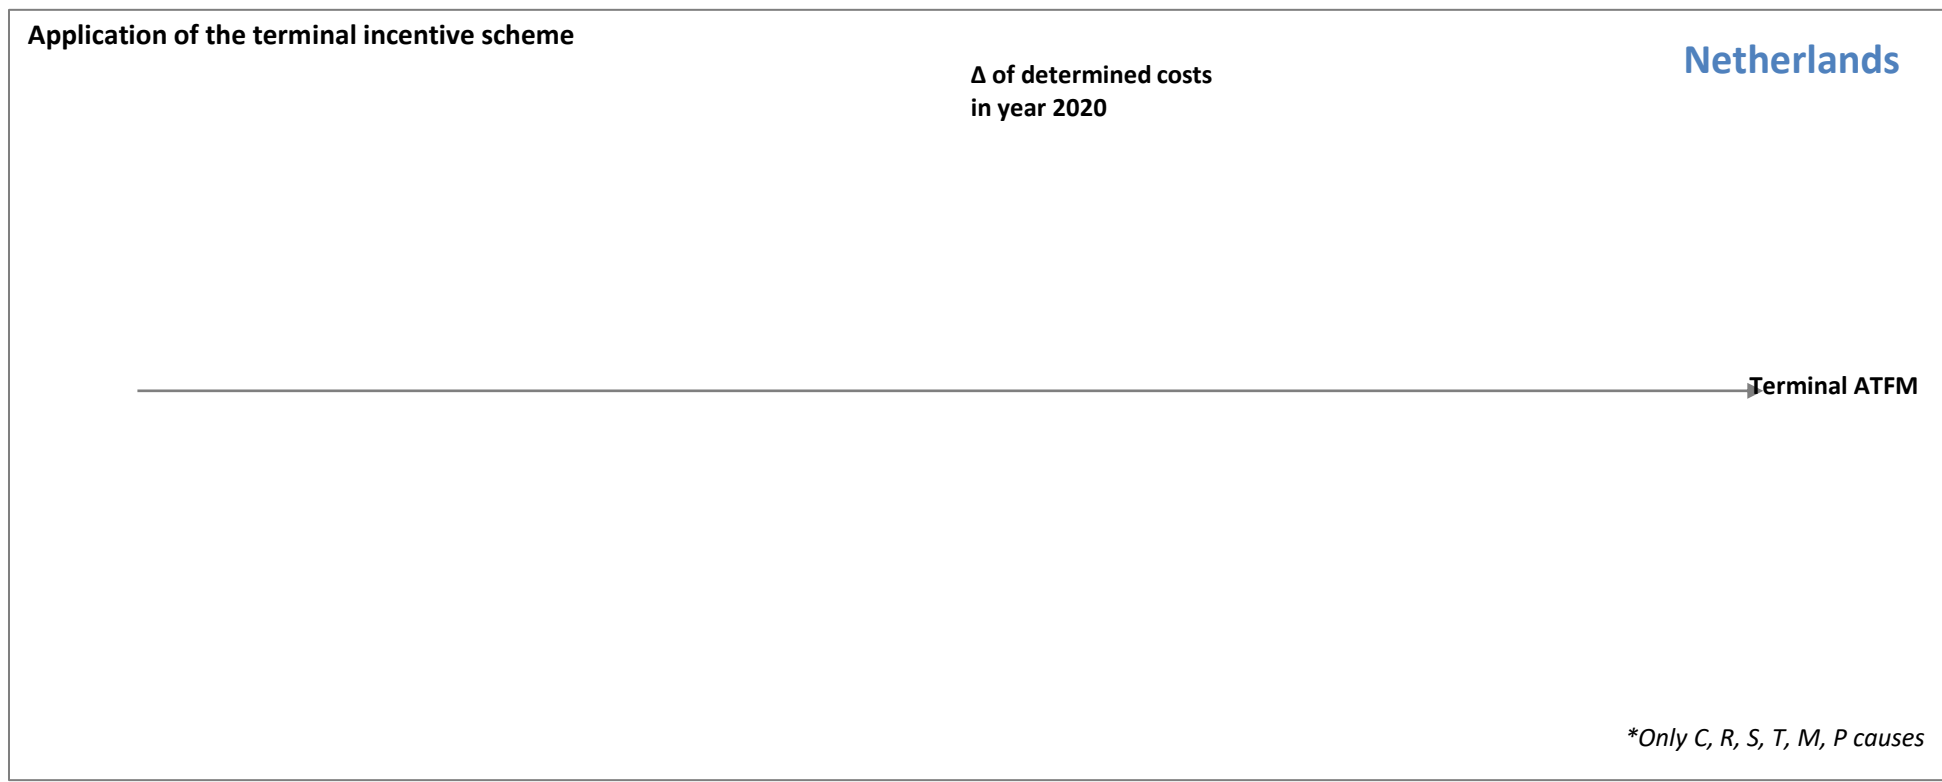 Application of the terminal incentive scheme
Netherlands
Δ of determined costs
in year 2020
Terminal ATFM
*Only C, R, S, T, M, P causes